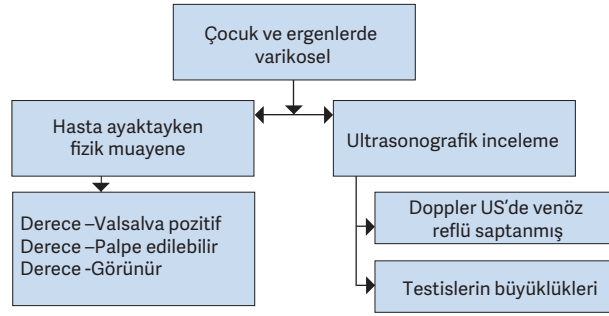 Çocuk ve ergenlerde
varikosel
Hasta ayaktayken
fizik muayene
Ultrasonografik inceleme
Derece –Valsalva pozitif
Derece –Palpe edilebilir
Derece -Görünür
Doppler US’de venöz
reflü saptanmış
Testislerin büyüklükleri